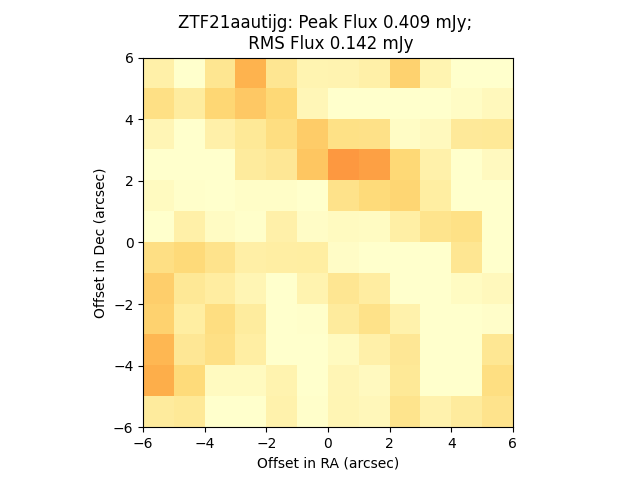 ZTF21aautijg: Peak Flux 0.409 mJy;
RMS Flux 0.142 mJy
6
4
2
0
−2
−4
−6
Offset in Dec (arcsec)
−6 −4 −2 0 2 4 6
Offset in RA (arcsec)